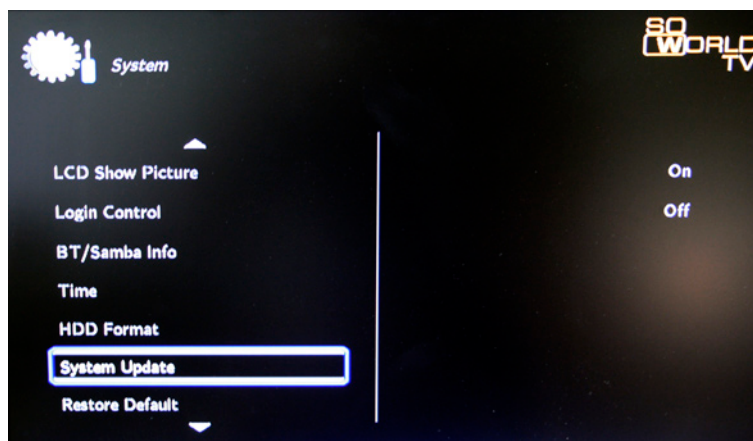 SO
WORLD
TV
System
LCD Show Picture On
Login Control Off
BT/Samba Info
Time
HDD Format
System Update
Restore Default